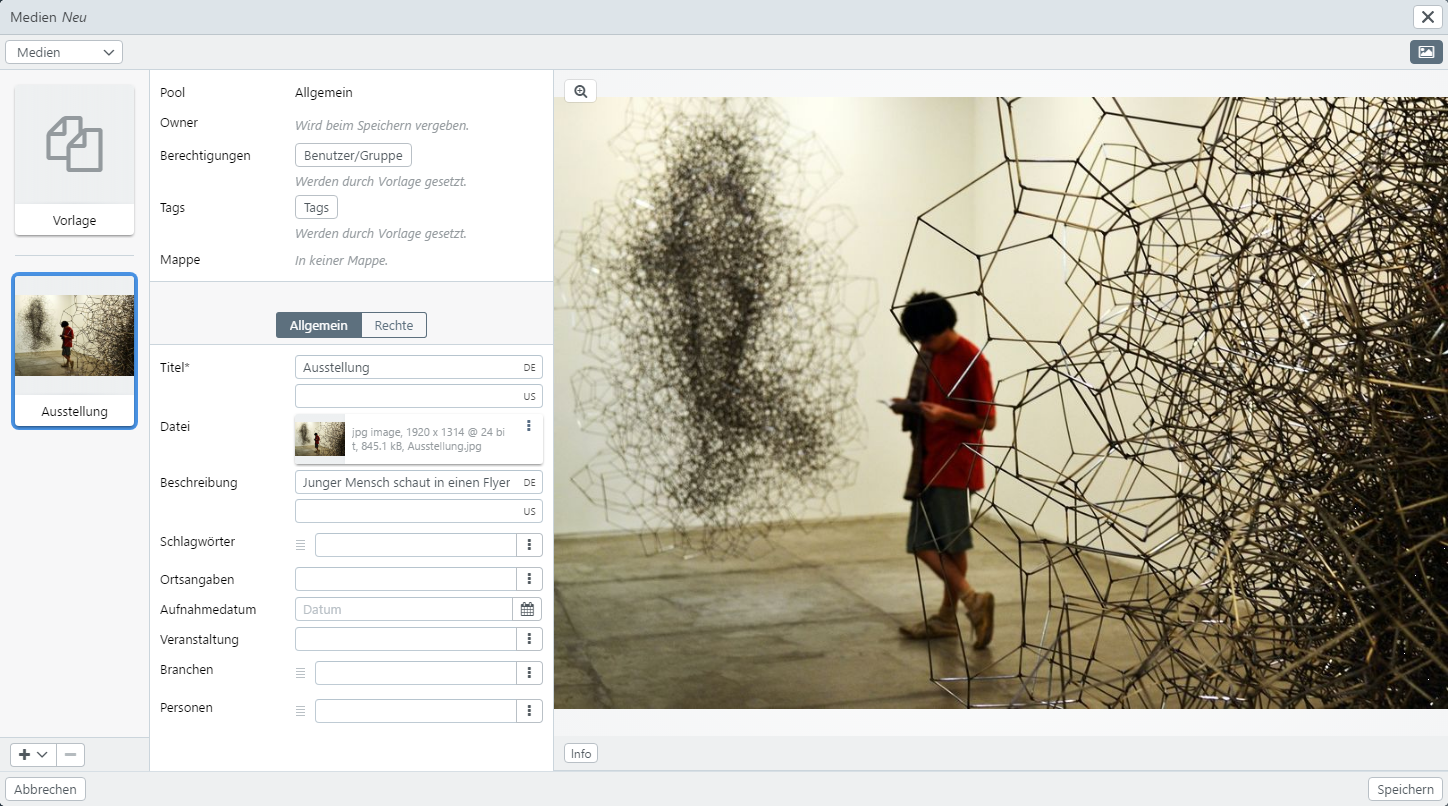 Medien Neu
Medien
Vorlage
Ausstellung
Pool Allgemein
Owner Wird beim Speichern vergeben.
Berechtigungen Benutzer/Gruppe
Werden durch Vorlage gesetzt.
Tags Tags
Werden durch Vorlage gesetzt.
Mappe In keiner Mappe.
Allgemein Rechte
Titel* Ausstellung DE
US
Datei jpg image, 1920 x 1314 @ 24 bi
t, 845.1 kB, Ausstellung.jpg
Beschreibung Junger Mensch schaut in einen Flyer DE
US
Schlagwörter
Ortsangaben
Aufnahmedatum Datum
Veranstaltung
Branchen
Personen
Info
Abbrechen
Speichern